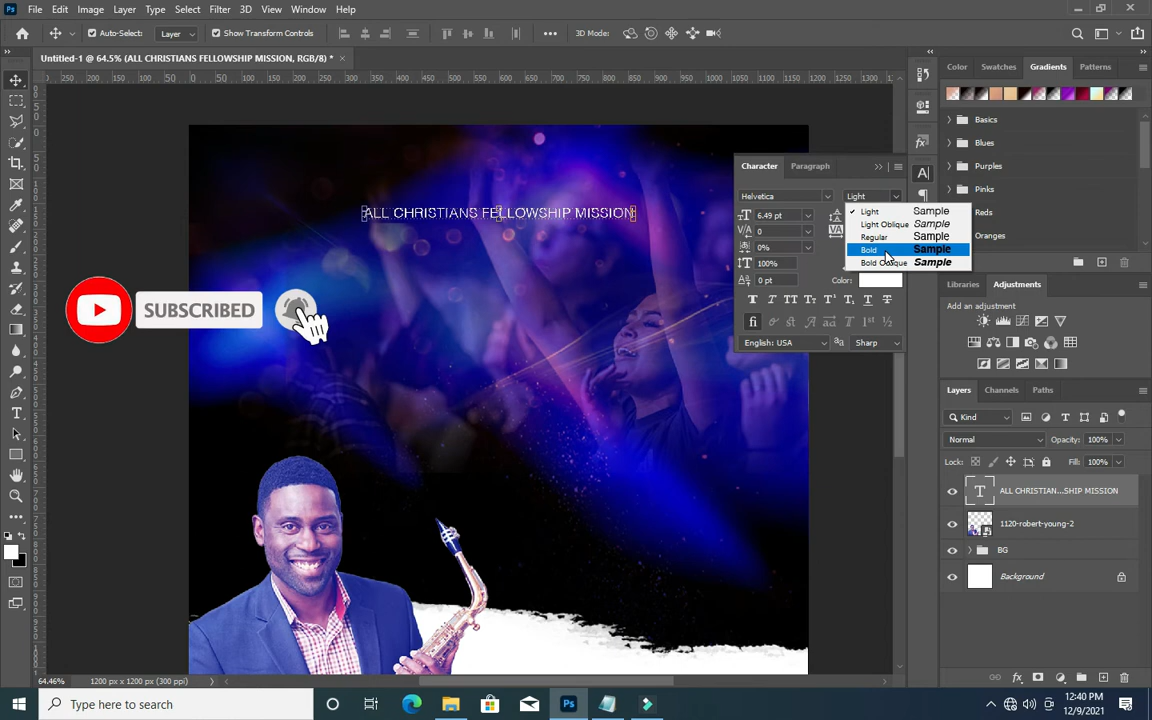 File Edit Image Layer Type Select Filter 3D View Window Help
Auto-Select: Layer Show Transform Controls 3D Mode:
Untitled-1 @ 64.5% (ALL CHRISTIANS FELLOWSHIP MISSION, RGB/8) *
Color Swatches Gradients Patterns
Basics
Blues
Purples
Pinks
Reds
Oranges
Character Paragraph
Helvetica Light
6.49 pt
0
0%
100%
0 pt Color:
English: USA Sharp
Light Sample
Light Oblique Sample
Regular Sample
Bold Sample
Bold Oblique Sample
ALL CHRISTIANS FELLOWSHIP MISSION
SUBSCRIBED
Libraries Adjustments
Add an adjustment
Layers Channels Paths
Kind
Normal Opacity: 100%
Lock: Fill: 100%
ALL CHRISTIAN...SHIP MISSION
1120-robert-young-2
BG
Background
64.46% 1200 px x 1200 px (300 ppi)
Type here to search
12:40 PM
12/9/2021